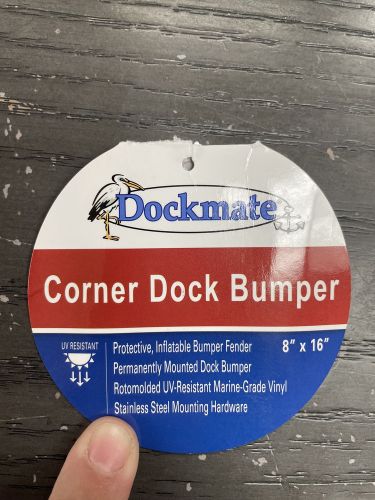 Dockmate
Corner Dock Bumper
UV RESISTANT
Protective, Inflatable Bumper Fender
8" x 16"
Permanently Mounted Dock Bumper
Rotomolded UV-Resistant Marine-Grade Vinyl
Stainless Steel Mounting Hardware